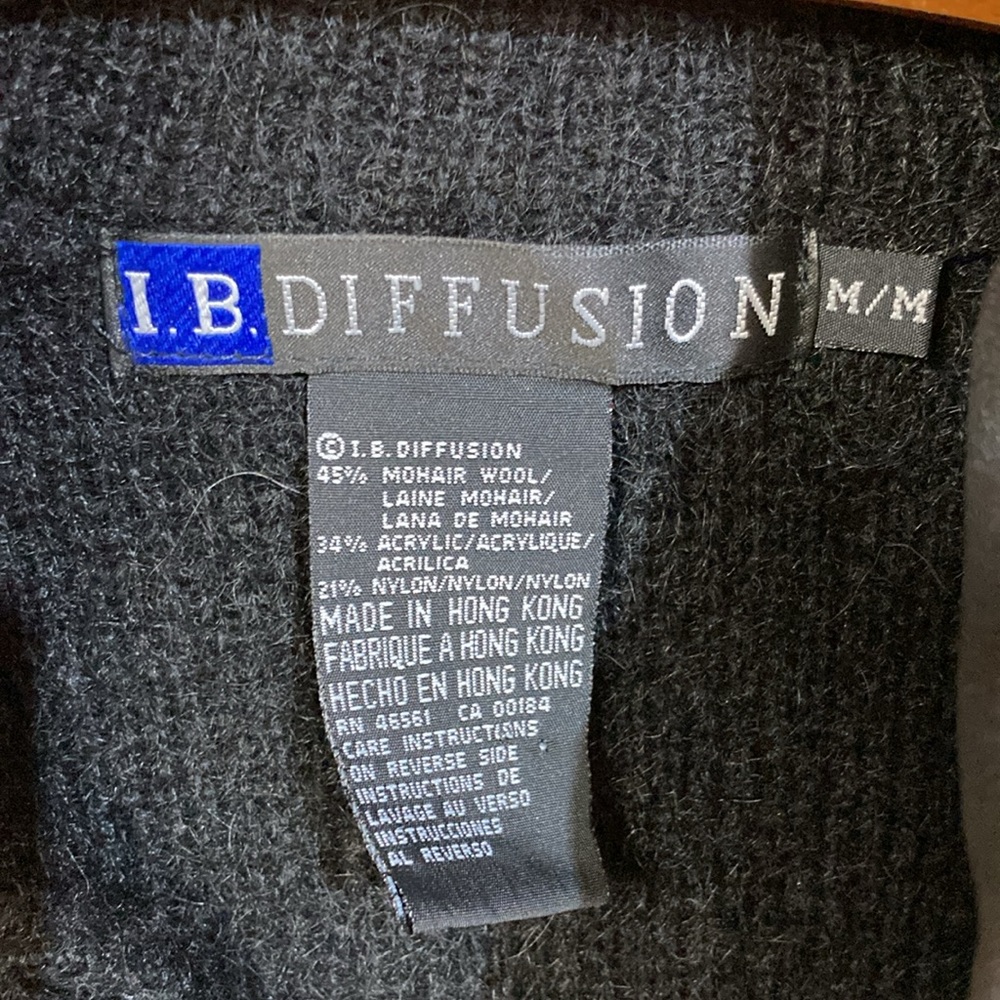 I.B. DIFFUSION M/M
© I.B.DIFFUSION
45% MOHAIR WOOL/
LAINE MOHAIR/
LANA DE MOHAIR
34% ACRYLIC/ACRYLIQUE/
ACRILICA
21% NYLON/NYLON/NYLON
MADE IN HONG KONG
FABRIQUE A HONG KONG
HECHO EN HONG KONG
RN 46561 CA 00184
CARE INSTRUCTIONS
ON REVERSE SIDE
INSTRUCTIONS DE
LAVAGE AU VERSO
INSTRUCCIONES
AL REVERSO